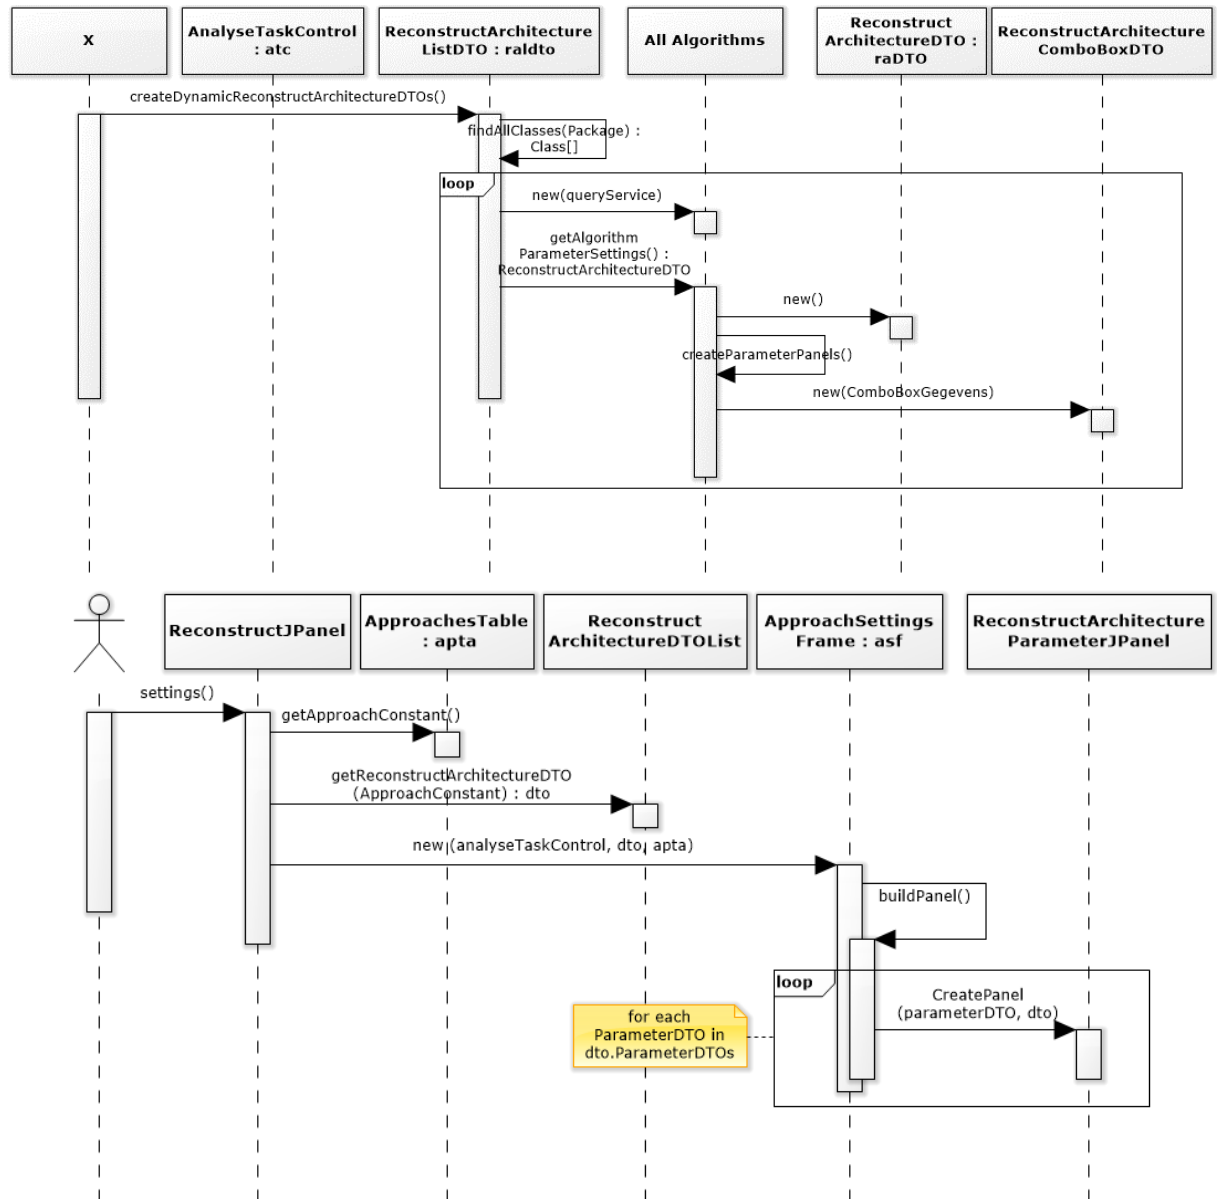 X
AnalyseTaskControl
: atc
ReconstructArchitecture
ListDTO : raldto
All Algorithms
Reconstruct
ArchitectureDTO :
raDTO
ReconstructArchitecture
ComboBoxDTO
createDynamicReconstructArchitectureDTOs()
findAllClasses(Package) :
Class[]
loop
new(queryService)
getAlgorithm
ParameterSettings() :
ReconstructArchitectureDTO
new()
createParameterPanels()
new(ComboBoxGegevens)
ReconstructJPanel
ApproachesTable
: apta
Reconstruct
ArchitectureDTOList
ApproachSettings
Frame : asf
ReconstructArchitecture
ParameterJPanel
settings()
getApproachConstant()
getReconstructArchitectureDTO
(ApproachConstant) : dto
new (analyseTaskControl, dto, apta)
buildPanel()
loop
CreatePanel
(parameterDTO, dto)
for each
ParameterDTO in
dto.ParameterDTOs